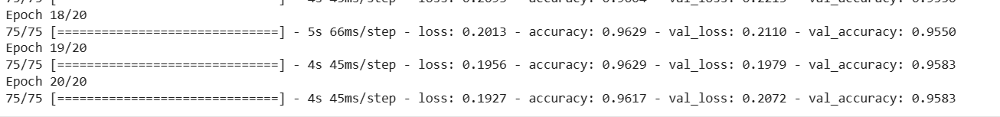 Epoch 18/20
75/75 [==============================] - 5s 66ms/step - loss: 0.2013 - accuracy: 0.9629 - val_loss: 0.2110 - val_accuracy: 0.9550
Epoch 19/20
75/75 [==============================] - 4s 45ms/step - loss: 0.1956 - accuracy: 0.9629 - val_loss: 0.1979 - val_accuracy: 0.9583
Epoch 20/20
75/75 [==============================] - 4s 45ms/step - loss: 0.1927 - accuracy: 0.9617 - val_loss: 0.2072 - val_accuracy: 0.9583